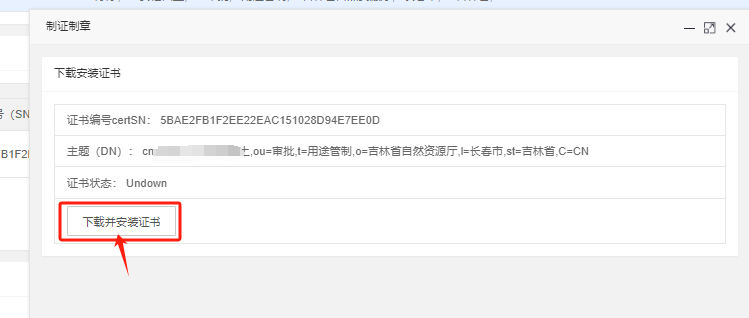 制证制章
下载安装证书
号（SN
证书编号certSN： 5BAE2FB1F2EE22EAC151028D94E7EE0D
主题（DN）： cn ,ou=审批,t=用途管制,o=吉林省自然资源厅,l=长春市,st=吉林省,C=CN
FB1F2
证书状态： Undown
下载并安装证书